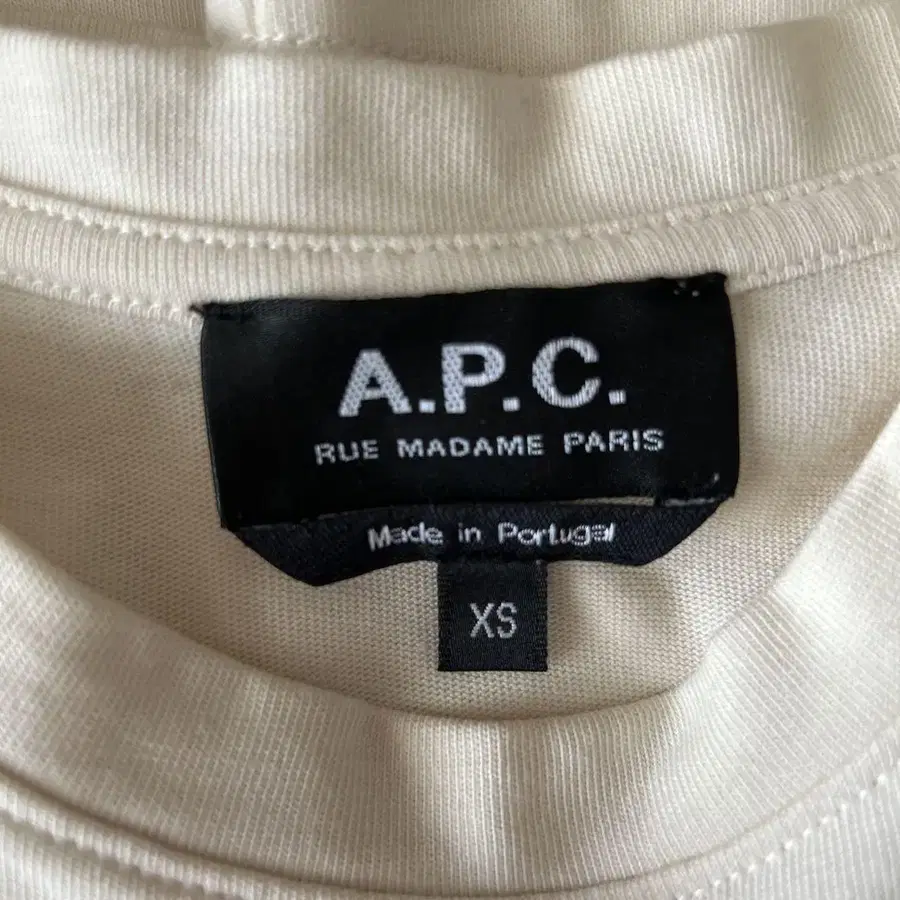 A.P.C.
RUE MADAME PARIS
Made in Portugal
XS